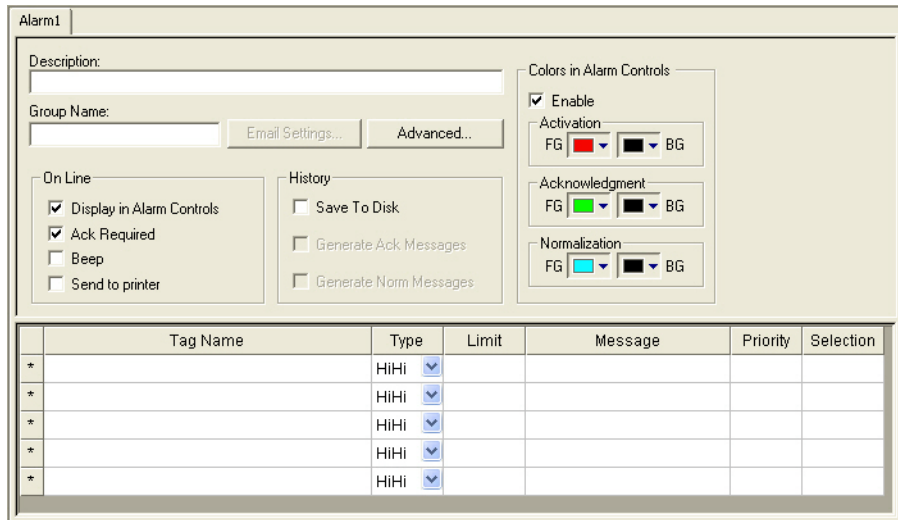 Alarm1
Description:
Group Name:
Email Settings...
Advanced...
On Line
Display in Alarm Controls
Ack Required
Beep
Send to printer
History
Save To Disk
Generate Ack Messages
Generate Norm Messages
Colors in Alarm Controls
Enable
Activation
FG BG
Acknowledgment
FG BG
Normalization
FG BG
Tag Name Type Limit Message Priority Selection
* HiHi
* HiHi
* HiHi
* HiHi
* HiHi